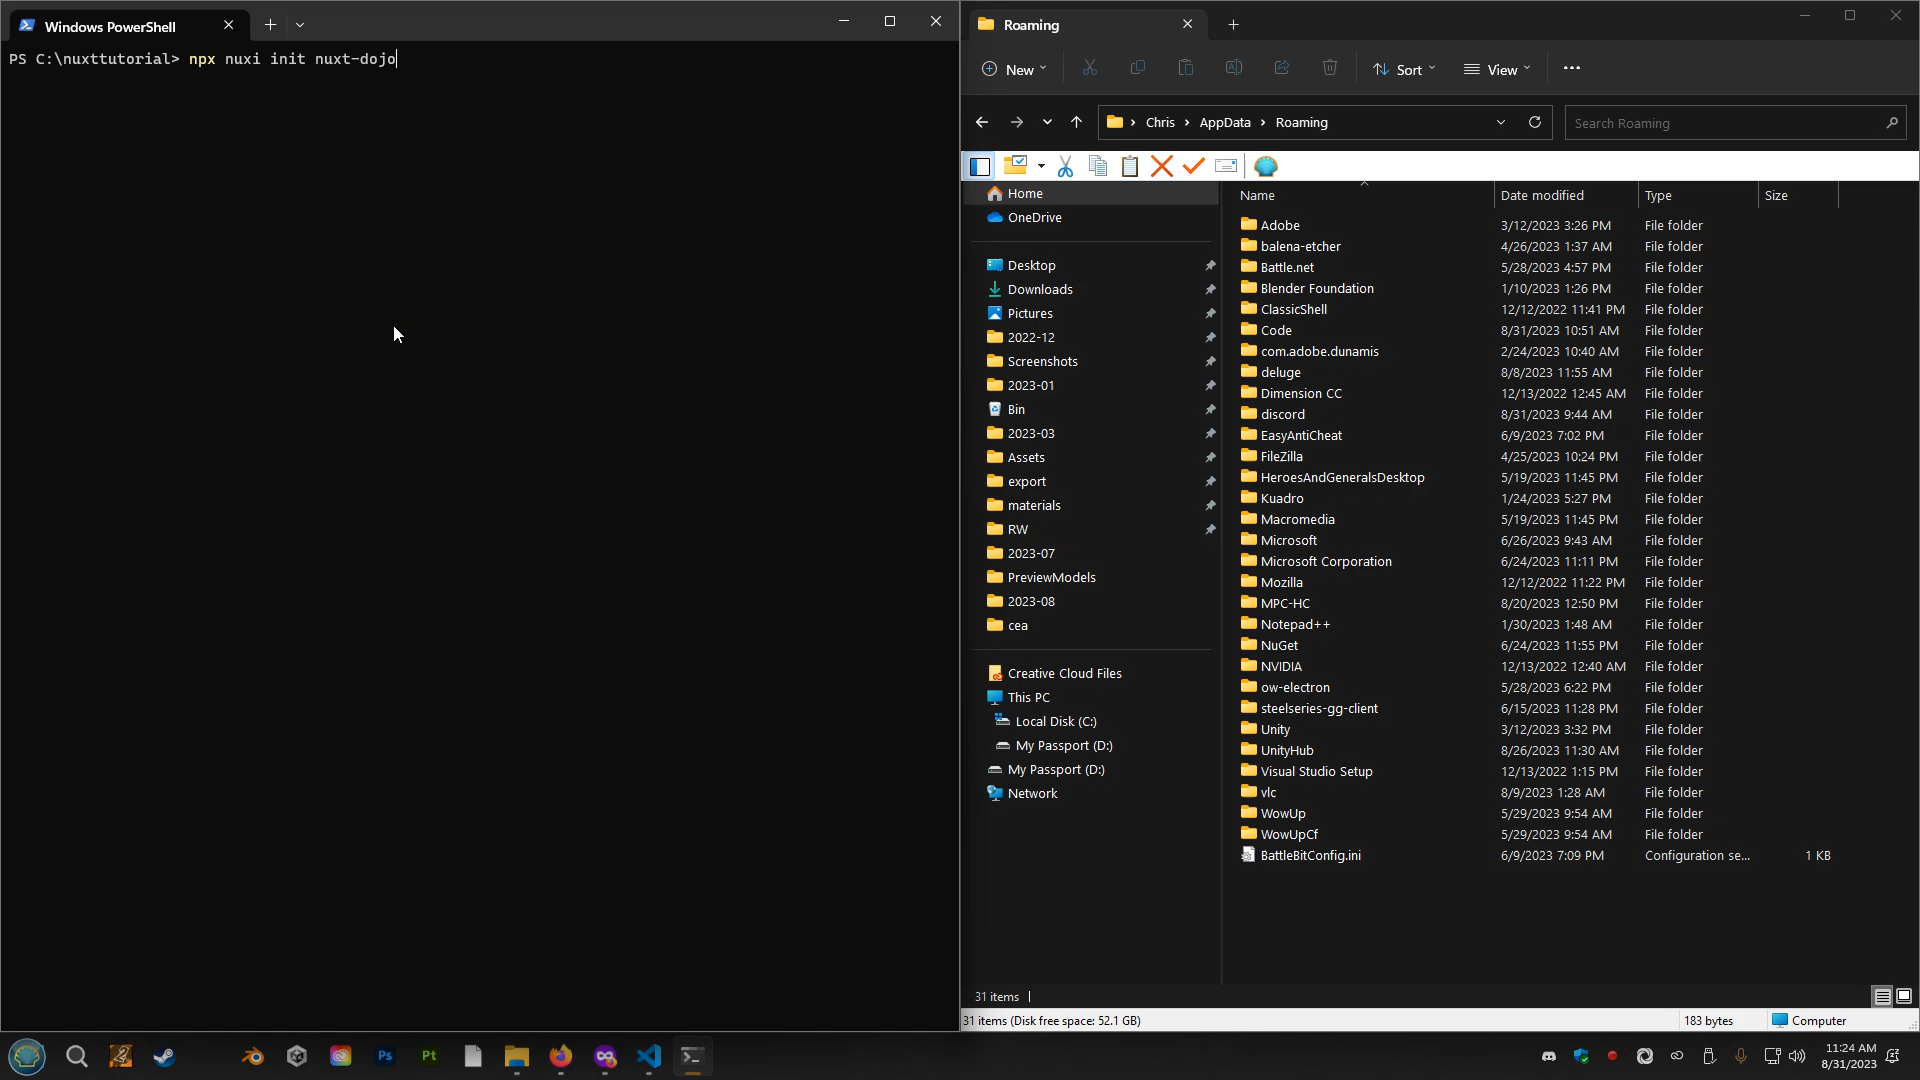 Windows PowerShell
PS C:\nuxttutorial> npx nuxi init nuxt-dojo
Roaming
New
Sort
View
Chris > AppData > Roaming
Search Roaming
Home
OneDrive
Desktop
Downloads
Pictures
2022-12
Screenshots
2023-01
Bin
2023-03
Assets
export
materials
RW
2023-07
PreviewModels
2023-08
cea
Creative Cloud Files
This PC
Local Disk (C:)
My Passport (D:)
My Passport (D:)
Network
Name Date modified Type Size
Adobe 3/12/2023 3:26 PM File folder
balena-etcher 4/26/2023 1:37 AM File folder
Battle.net 5/28/2023 4:57 PM File folder
Blender Foundation 1/10/2023 1:26 PM File folder
ClassicShell 12/12/2022 11:41 PM File folder
Code 8/31/2023 10:51 AM File folder
com.adobe.dunamis 2/24/2023 10:40 AM File folder
deluge 8/8/2023 11:55 AM File folder
Dimension CC 12/13/2022 12:45 AM File folder
discord 8/31/2023 9:44 AM File folder
EasyAntiCheat 6/9/2023 7:02 PM File folder
FileZilla 4/25/2023 10:24 PM File folder
HeroesAndGeneralsDesktop 5/19/2023 11:45 PM File folder
Kuadro 1/24/2023 5:27 PM File folder
Macromedia 5/19/2023 11:45 PM File folder
Microsoft 6/26/2023 9:43 AM File folder
Microsoft Corporation 6/24/2023 11:11 PM File folder
Mozilla 12/12/2022 11:22 PM File folder
MPC-HC 8/20/2023 12:50 PM File folder
Notepad++ 1/30/2023 1:48 AM File folder
NuGet 6/24/2023 11:55 PM File folder
NVIDIA 12/13/2022 12:40 AM File folder
ow-electron 5/28/2023 6:22 PM File folder
steelseries-gg-client 6/15/2023 11:28 PM File folder
Unity 3/12/2023 3:32 PM File folder
UnityHub 8/26/2023 11:30 AM File folder
Visual Studio Setup 12/13/2022 1:15 PM File folder
vlc 8/9/2023 1:28 AM File folder
WowUp 5/29/2023 9:54 AM File folder
WowUpCf 5/29/2023 9:54 AM File folder
BattleBitConfig.ini 6/9/2023 7:09 PM Configuration se... 1 KB
31 items
31 items (Disk free space: 52.1 GB) 183 bytes Computer
Ps
Pt
11:24 AM
8/31/2023